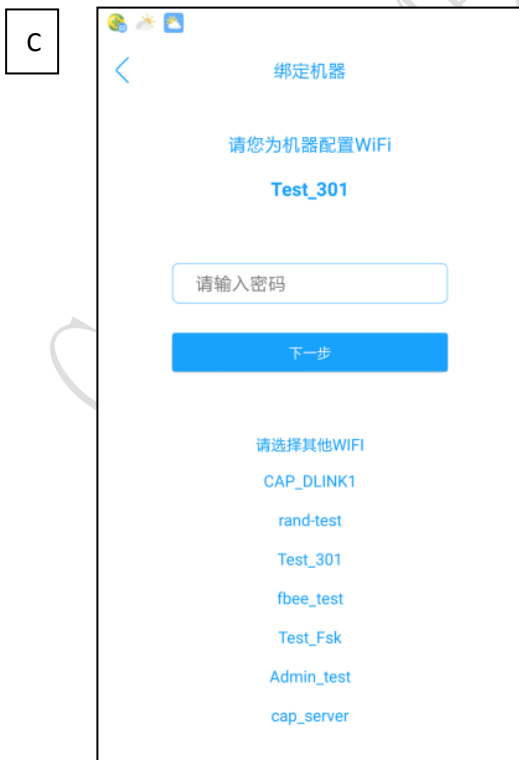 C
绑定机器
请您为机器配置WiFi
Test_301
请输入密码
下一步
请选择其他WIFI
CAP_DLINK1
rand-test
Test_301
fbee_test
Test_Fsk
Admin_test
cap_server